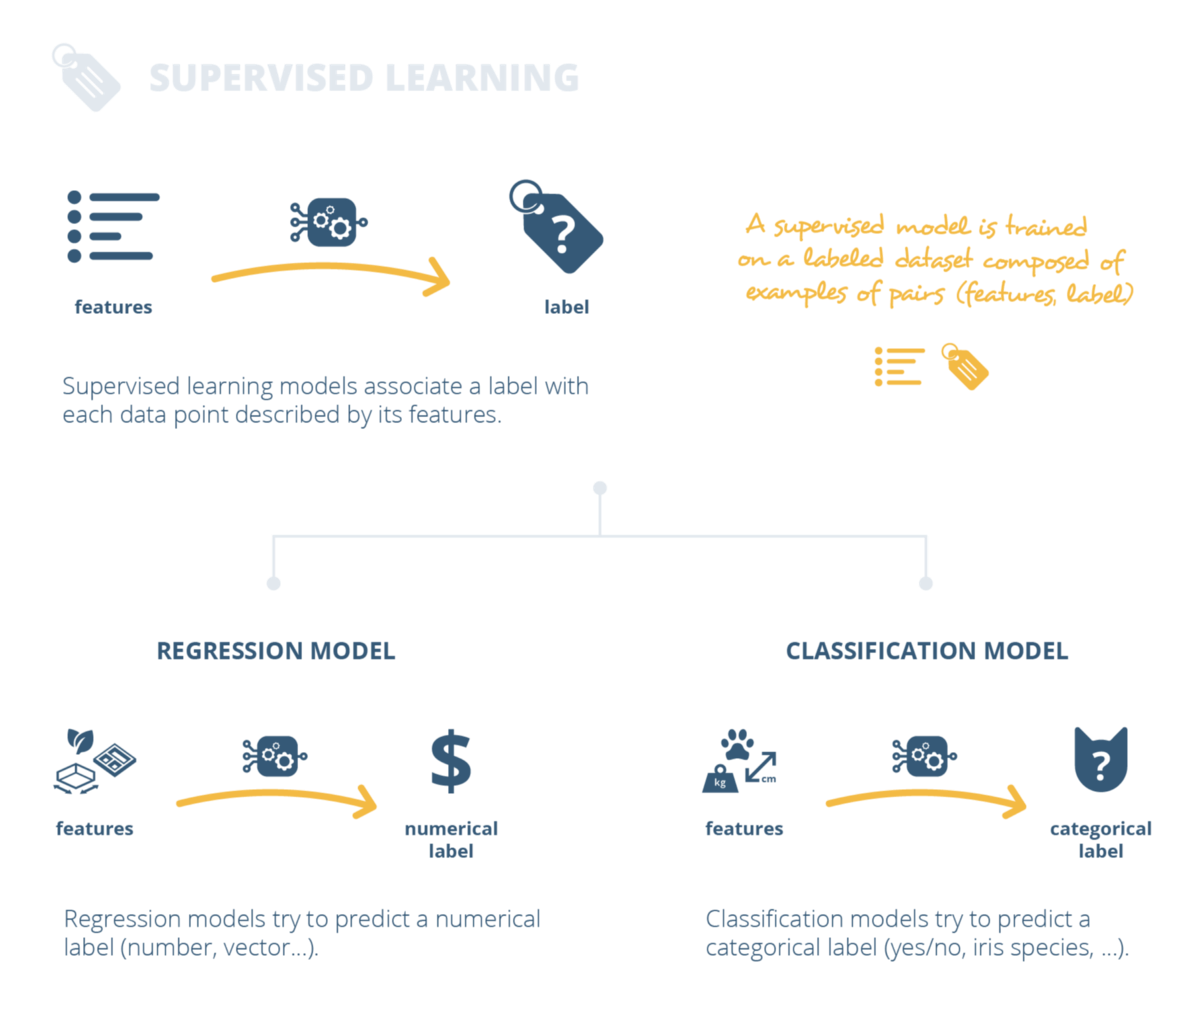 SUPERVISED LEARNING
?
features
label
A supervised model is trained
on a labeled dataset composed of
examples of pairs (features, label)
Supervised learning models associate a label with
each data point described by its features.
REGRESSION MODEL
$
features
numerical
label
Regression models try to predict a numerical
label (number, vector...).
CLASSIFICATION MODEL
kg
cm
?
features
categorical
label
Classification models try to predict a
categorical label (yes/no, iris species, ...).